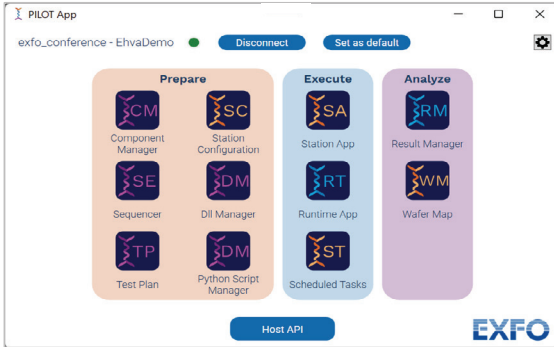 PILOT App
exfo_conference - EhvaDemo
Disconnect
Set as default
Prepare
Execute
Analyze
CM
SC
SA
RM
Component
Manager
Station
Configuration
Station App
Result Manager
SE
DM
RT
WM
Sequencer
Dll Manager
Runtime App
Wafer Map
TP
DM
ST
Test Plan
Python Script
Manager
Scheduled Tasks
Host API
EXFO